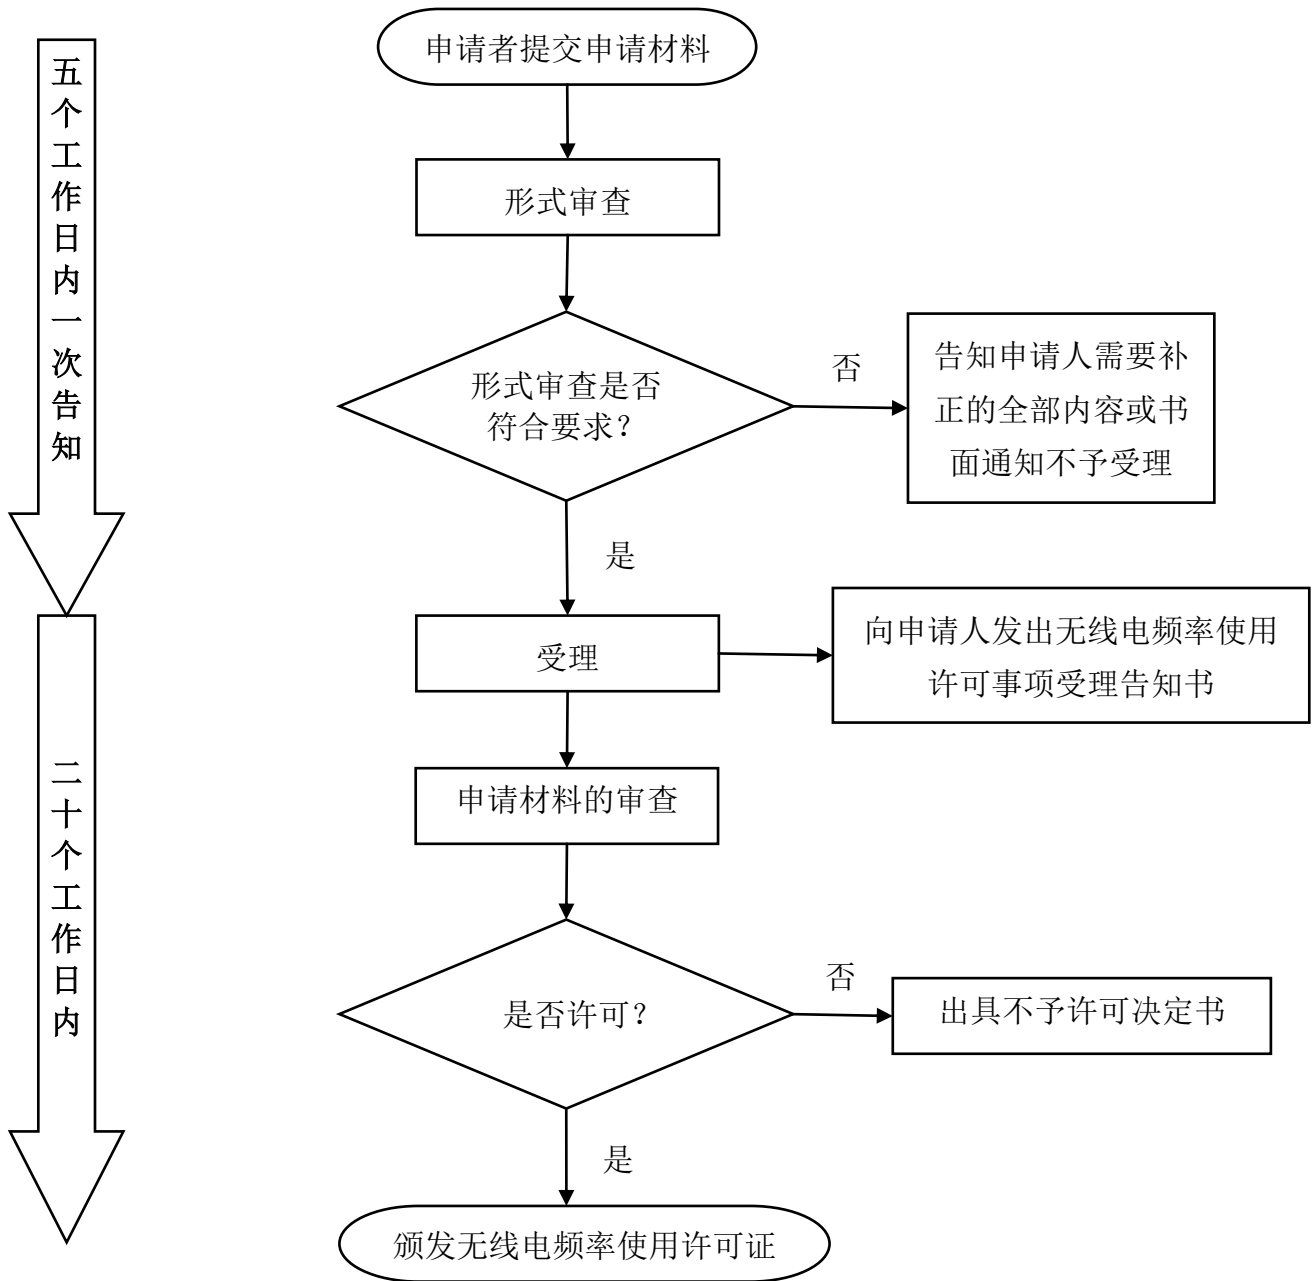 申请者提交申请材料
五个工作日内一次告知
形式审查
形式审查是否
符合要求？
否
告知申请人需要补
正的全部内容或书
面通知不予受理
是
受理
向申请人发出无线电频率使用
许可事项受理告知书
二十个工作日内
申请材料的审查
是否许可？
否
出具不予许可决定书
是
颁发无线电频率使用许可证